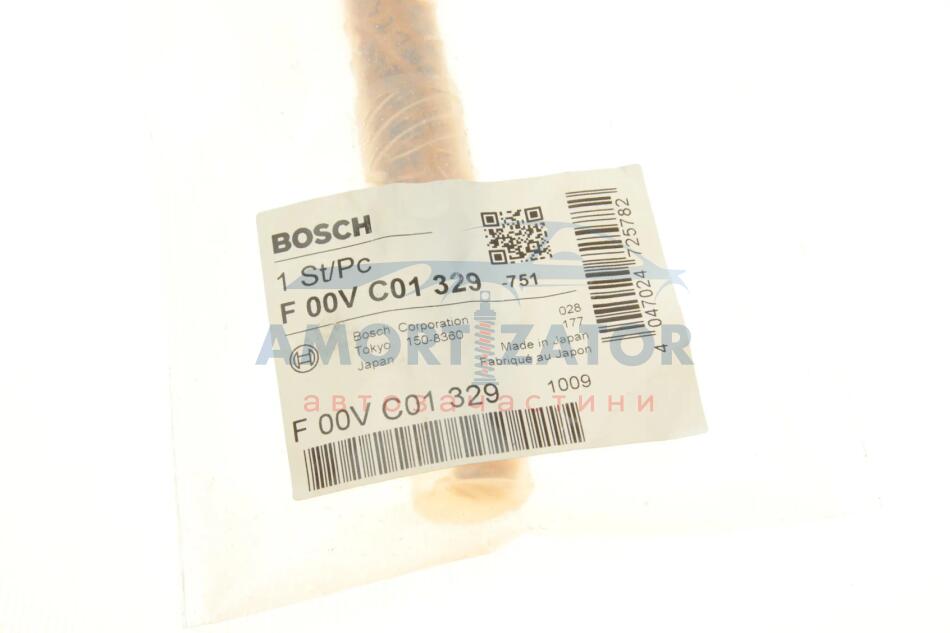 BOSCH
1 St/Pc
F 00V C01 329 -751
Bosch Corporation
Tokyo 150-8360
Japan
028
177
Made in Japan
Fabriqué au Japon
F 00V C01 329
1009
4 047024 725782
AMORTIZATOR
автозапчастини